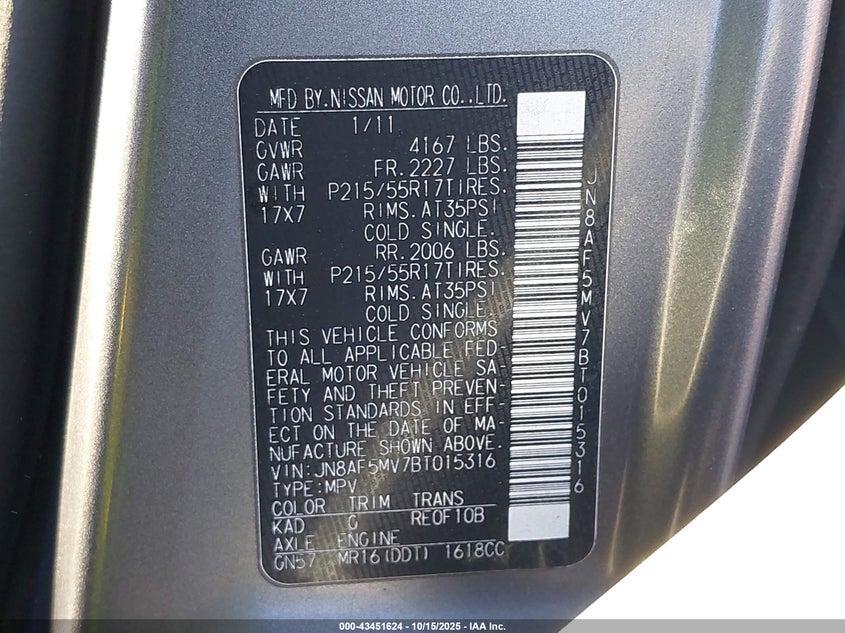 MFD BY.NISSAN MOTOR CO.,LTD.
DATE 1/11
GVWR 4167 LBS.
GAWR FR.2227 LBS.
WITH P215/55R17TIRES.
17X7 RIMS.AT35PSI
COLD SINGLE.
GAWR RR.2006 LBS.
WITH P215/55R17TIRES.
17X7 RIMS.AT35PSI
COLD SINGLE.
THIS VEHICLE CONFORMS
TO ALL APPLICABLE FED
ERAL MOTOR VEHICLE SA-
FETY AND THEFT PREVEN-
TION STANDARDS IN EFF-
ECT ON THE DATE OF MA-
NUFACTURE SHOWN ABOVE.
VIN:JN8AF5MV7BT015316
TYPE:MPV
COLOR TRIM TRANS
KAD G RE0F10B
AXLE ENGINE
GN57 MR16(DDT) 1618CC
JN8AF5MV7BT015316
000-43451624 - 10/15/2025 - IAA Inc.